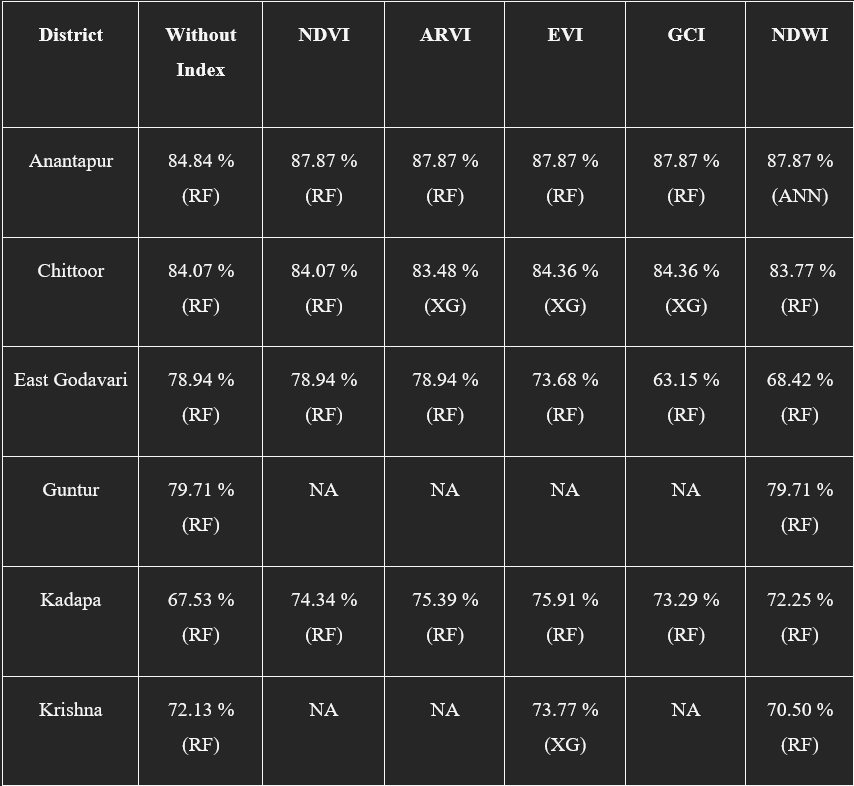 District Without Index NDVI ARVI EVI GCI NDWI
Anantapur 84.84 % (RF) 87.87 % (RF) 87.87 % (RF) 87.87 % (RF) 87.87 % (RF) 87.87 % (ANN)
Chittoor 84.07 % (RF) 84.07 % (RF) 83.48 % (XG) 84.36 % (XG) 84.36 % (XG) 83.77 % (RF)
East Godavari 78.94 % (RF) 78.94 % (RF) 78.94 % (RF) 73.68 % (RF) 63.15 % (RF) 68.42 % (RF)
Guntur 79.71 % (RF) NA NA NA NA 79.71 % (RF)
Kadapa 67.53 % (RF) 74.34 % (RF) 75.39 % (RF) 75.91 % (RF) 73.29 % (RF) 72.25 % (RF)
Krishna 72.13 % (RF) NA NA 73.77 % (XG) NA 70.50 % (RF)